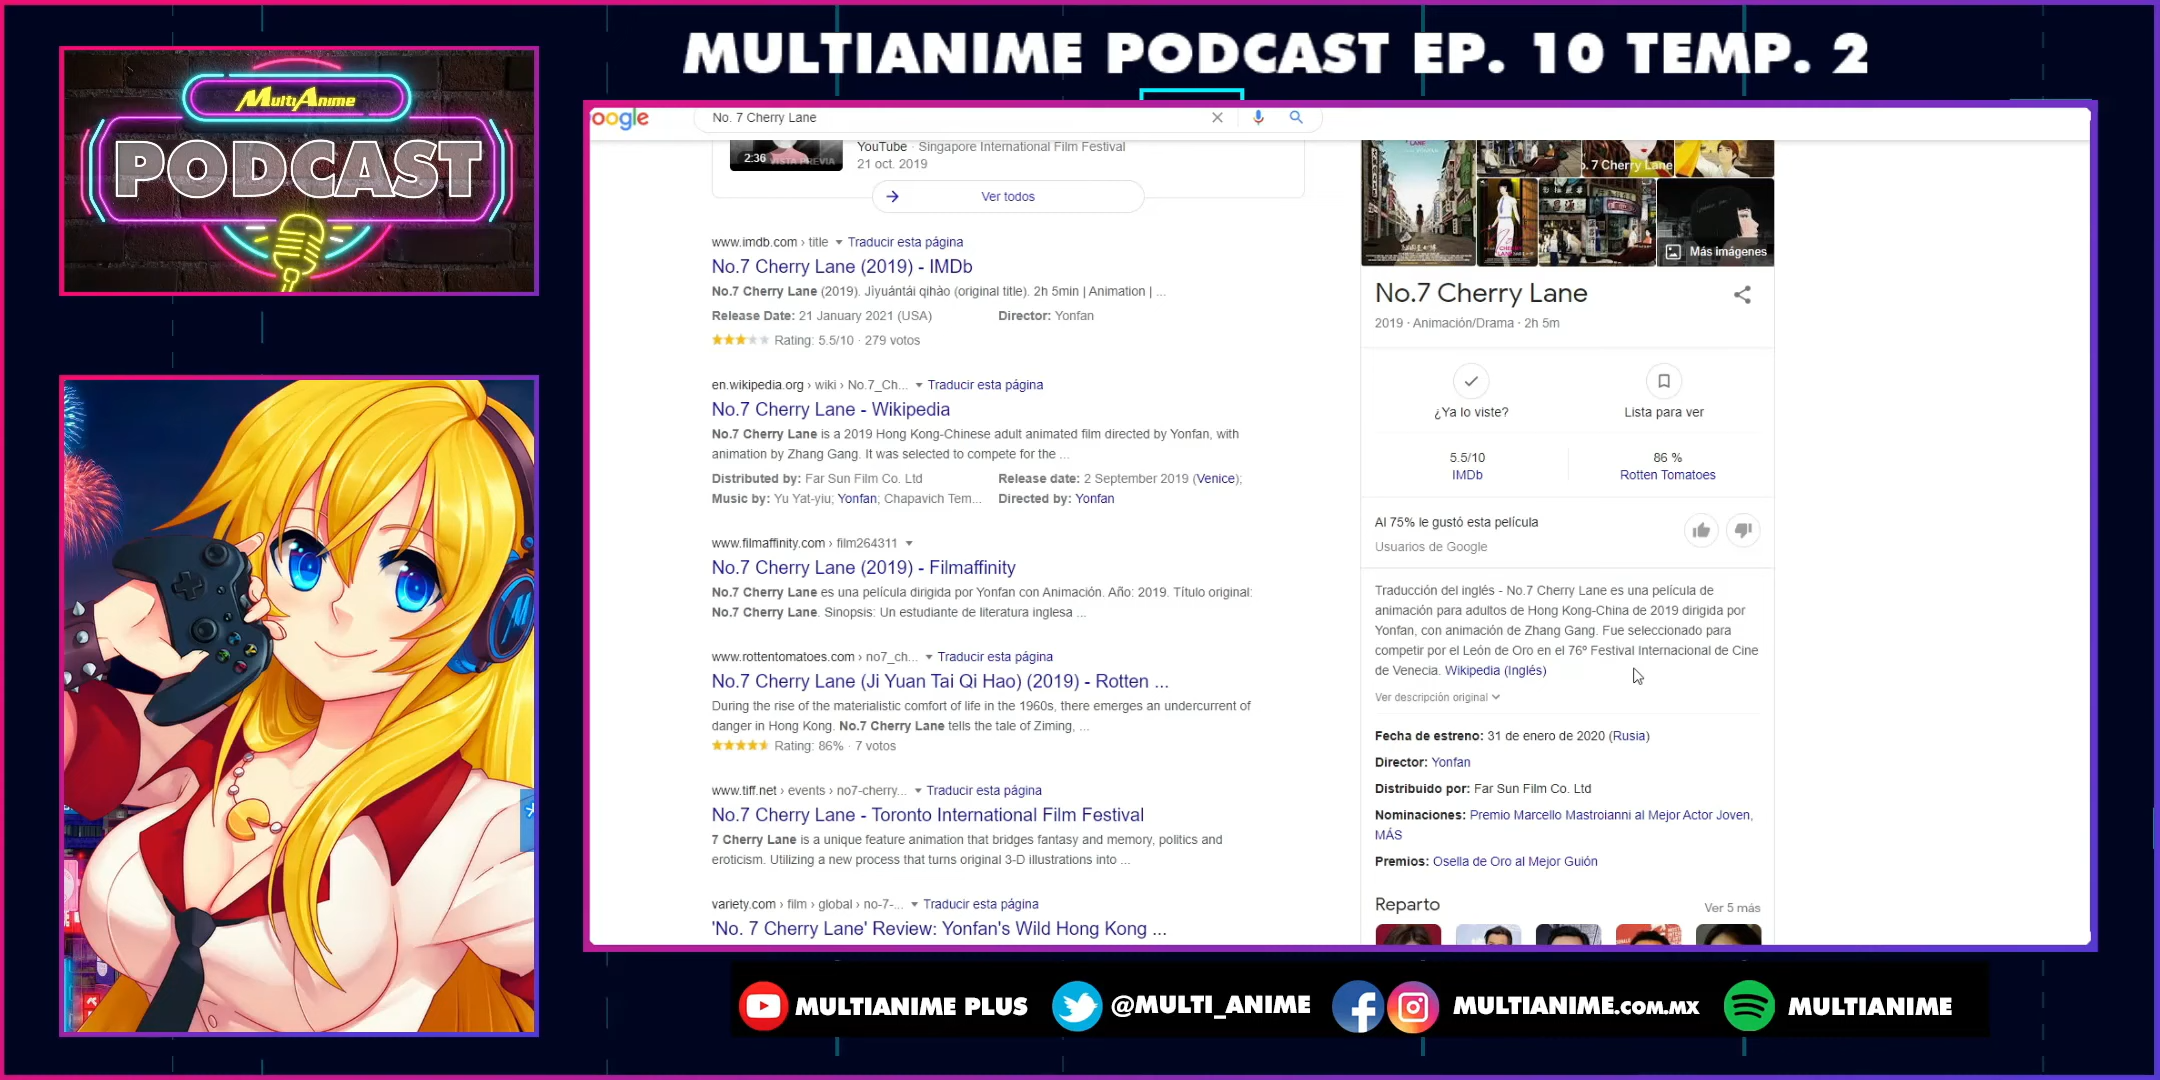 MULTIANIME PODCAST EP. 10 TEMP. 2
MultiAnime
PODCAST
oogle
No. 7 Cherry Lane
2:36
VISTA PREVIA
YouTube · Singapore International Film Festival
21 oct. 2019
Ver todos
www.imdb.com › title Traducir esta página
No.7 Cherry Lane (2019) - IMDb
No.7 Cherry Lane (2019). Jìyuántái qihào (original title). 2h 5min | Animation | ...
Release Date: 21 January 2021 (USA) Director: Yonfan
Rating: 5.5/10 · 279 votos
en.wikipedia.org › wiki › No.7_Ch... Traducir esta página
No.7 Cherry Lane - Wikipedia
No.7 Cherry Lane is a 2019 Hong Kong-Chinese adult animated film directed by Yonfan, with
animation by Zhang Gang. It was selected to compete for the ...
Distributed by: Far Sun Film Co. Ltd Release date: 2 September 2019 (Venice);
Music by: Yu Yat-yiu; Yonfan; Chapavich Tem... Directed by: Yonfan
www.filmaffinity.com › film264311
No.7 Cherry Lane (2019) - Filmaffinity
No.7 Cherry Lane es una película dirigida por Yonfan con Animación. Año: 2019. Título original:
No.7 Cherry Lane. Sinopsis: Un estudiante de literatura inglesa ...
www.rottentomatoes.com › no7_ch... Traducir esta página
No.7 Cherry Lane (Ji Yuan Tai Qi Hao) (2019) - Rotten ...
During the rise of the materialistic comfort of life in the 1960s, there emerges an undercurrent of
danger in Hong Kong. No.7 Cherry Lane tells the tale of Ziming, ...
Rating: 86% · 7 votos
www.tiff.net › events › no7-cherry... Traducir esta página
No.7 Cherry Lane - Toronto International Film Festival
7 Cherry Lane is a unique feature animation that bridges fantasy and memory, politics and
eroticism. Utilizing a new process that turns original 3-D illustrations into ...
variety.com › film › global › no-7-... Traducir esta página
'No. 7 Cherry Lane' Review: Yonfan's Wild Hong Kong ...
. 7 Cherry Lane
Más imágenes
No.7 Cherry Lane
2019 · Animación/Drama · 2h 5m
¿Ya lo viste? Lista para ver
5.5/10 86 %
IMDb Rotten Tomatoes
Al 75% le gustó esta película
Usuarios de Google
Traducción del inglés - No.7 Cherry Lane es una película de
animación para adultos de Hong Kong-China de 2019 dirigida por
Yonfan, con animación de Zhang Gang. Fue seleccionado para
competir por el León de Oro en el 76º Festival Internacional de Cine
de Venecia. Wikipedia (Inglés)
Ver descripción original
Fecha de estreno: 31 de enero de 2020 (Rusia)
Director: Yonfan
Distribuido por: Far Sun Film Co. Ltd
Nominaciones: Premio Marcello Mastroianni al Mejor Actor Joven,
MÁS
Premios: Osella de Oro al Mejor Guión
Reparto Ver 5 más
MULTIANIME PLUS @MULTI_ANIME MULTIANIME.COM.MX MULTIANIME